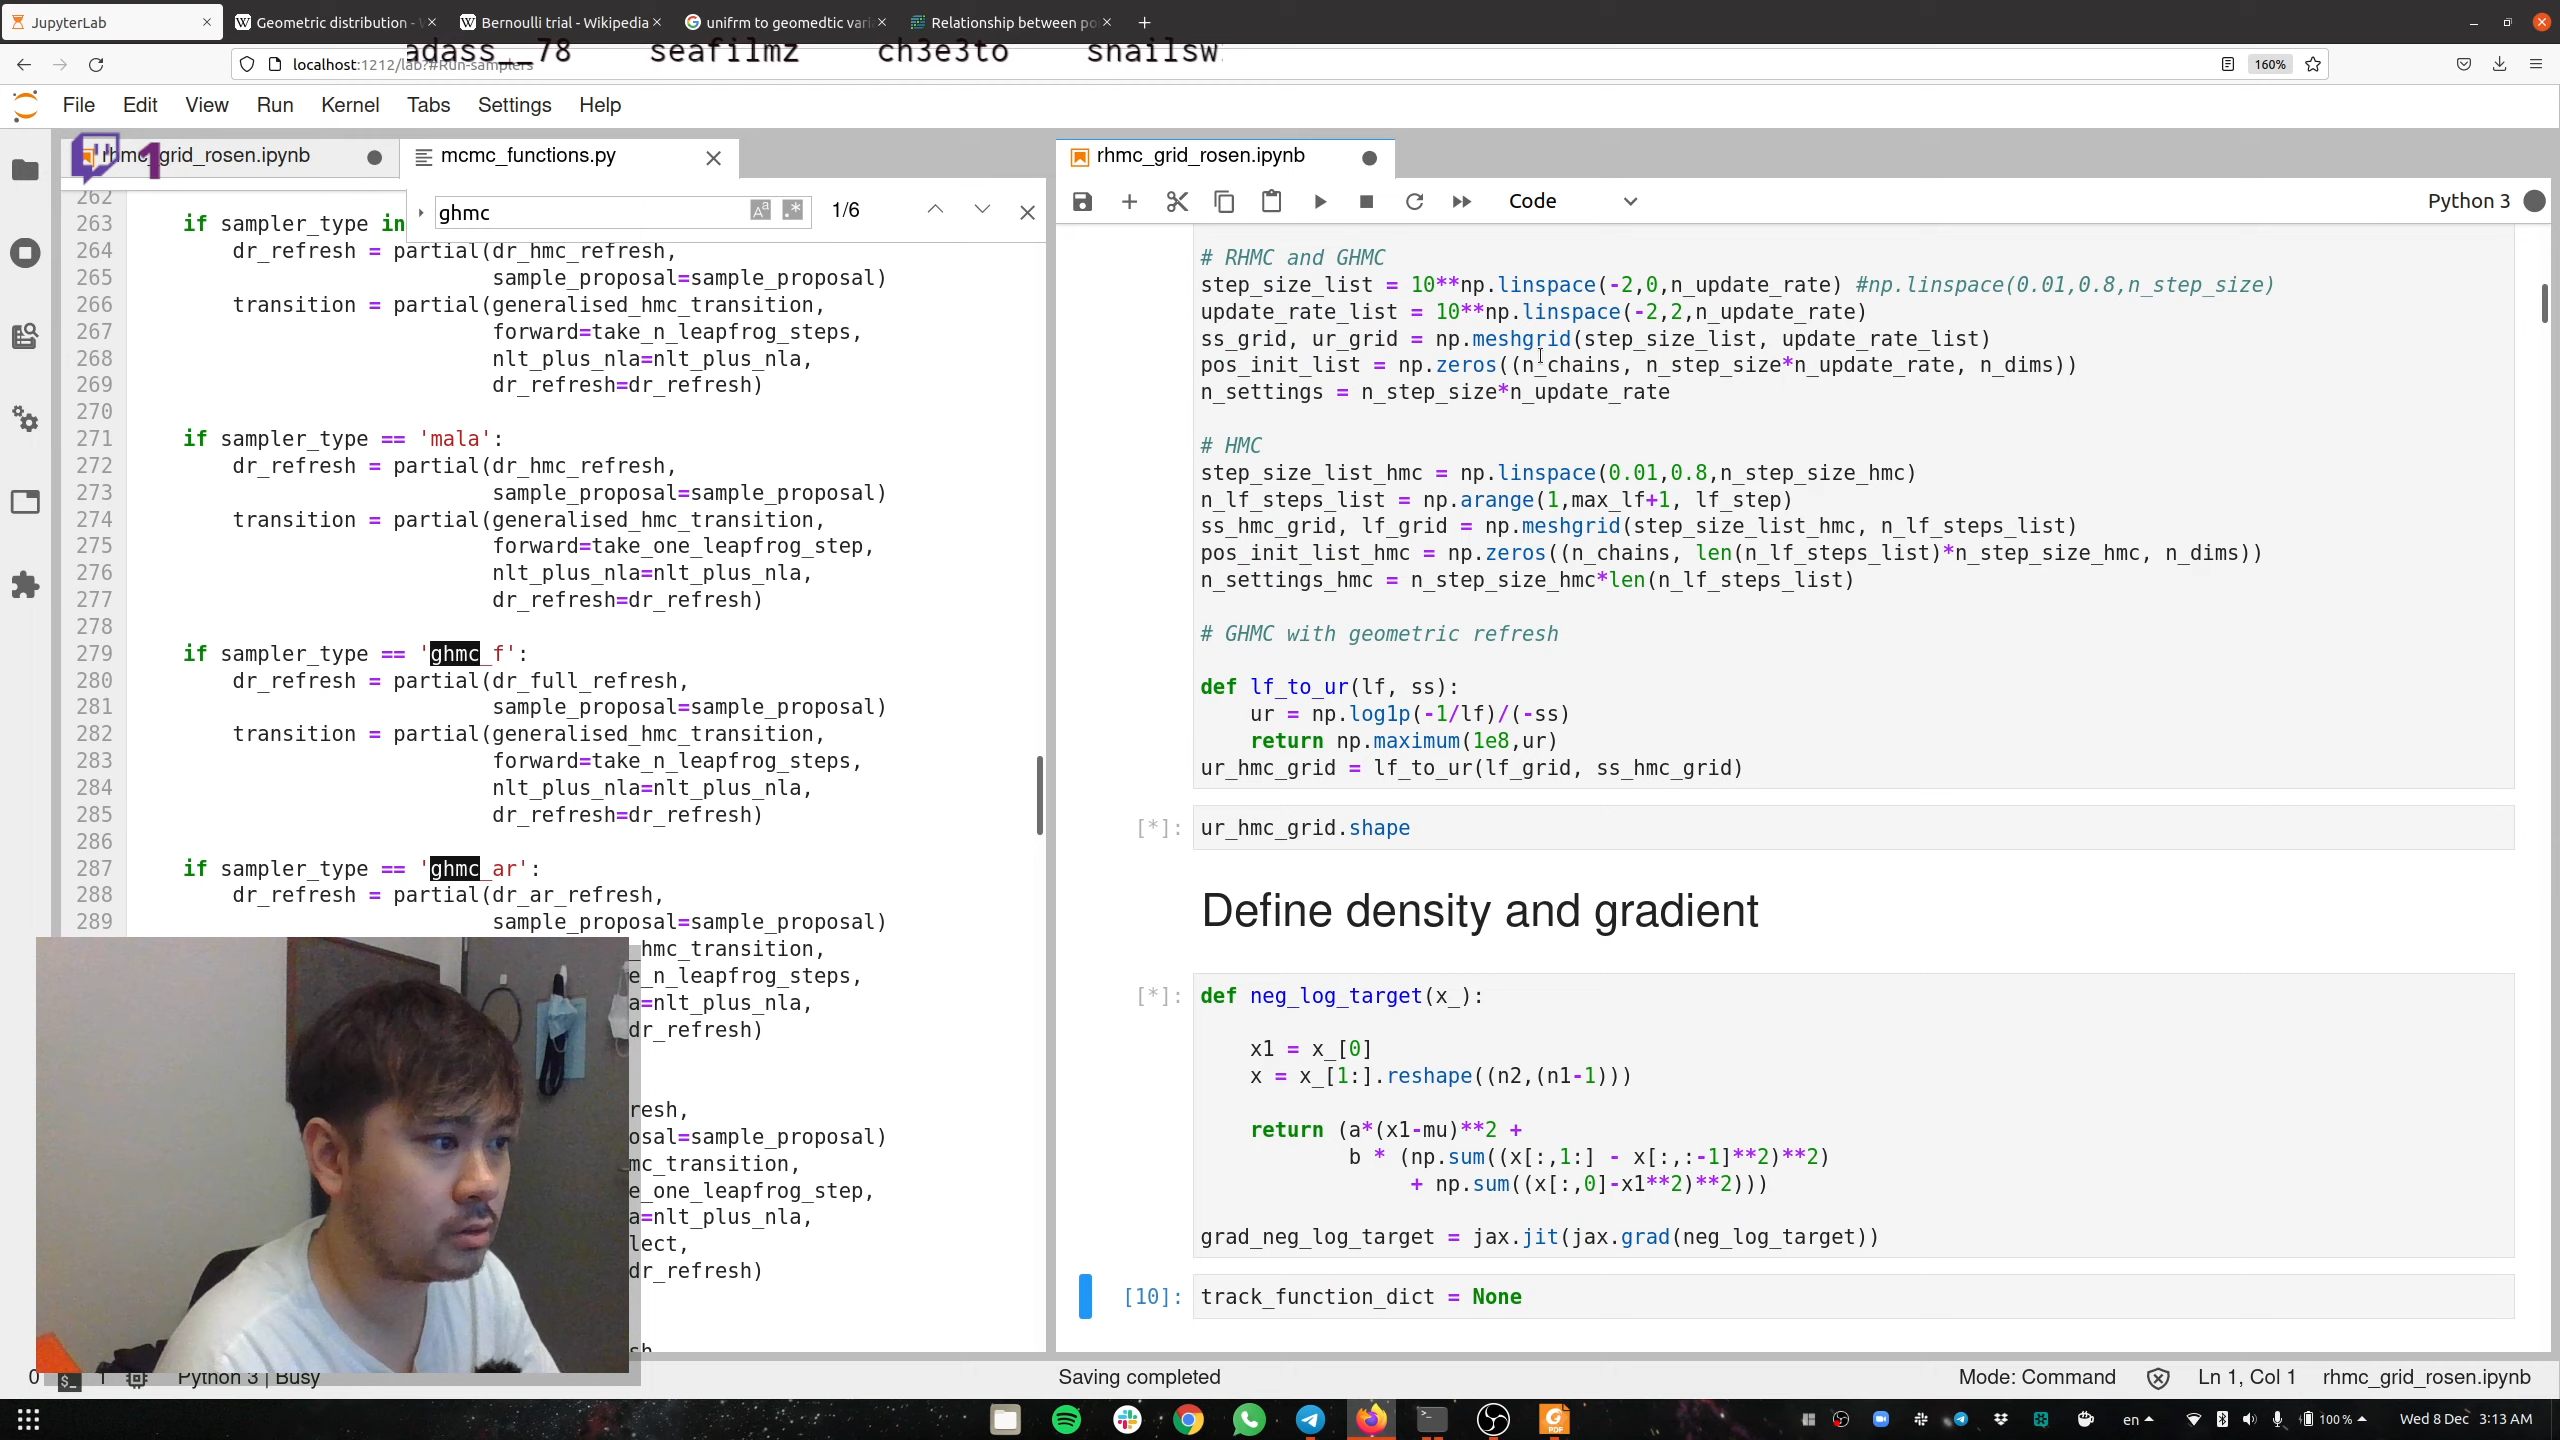 JupyterLab
Geometric distribution -
Bernoulli trial - Wikipedia
unifrm to geomedtic vari
Relationship between po
adass__78 seafilmz ch3e3to snailsw
localhost:1212/lab?#Run-samplers
160%
File Edit View Run Kernel Tabs Settings Help
rhmc_grid_rosen.ipynb
1
mcmc_functions.py
ghmc
1/6
262
263 if sampler_type in
264 dr_refresh = partial(dr_hmc_refresh,
265 sample_proposal=sample_proposal)
266 transition = partial(generalised_hmc_transition,
267 forward=take_n_leapfrog_steps,
268 nlt_plus_nla=nlt_plus_nla,
269 dr_refresh=dr_refresh)
270
271 if sampler_type == 'mala':
272 dr_refresh = partial(dr_hmc_refresh,
273 sample_proposal=sample_proposal)
274 transition = partial(generalised_hmc_transition,
275 forward=take_one_leapfrog_step,
276 nlt_plus_nla=nlt_plus_nla,
277 dr_refresh=dr_refresh)
278
279 if sampler_type == 'ghmc_f':
280 dr_refresh = partial(dr_full_refresh,
281 sample_proposal=sample_proposal)
282 transition = partial(generalised_hmc_transition,
283 forward=take_n_leapfrog_steps,
284 nlt_plus_nla=nlt_plus_nla,
285 dr_refresh=dr_refresh)
286
287 if sampler_type == 'ghmc_ar':
288 dr_refresh = partial(dr_ar_refresh,
289 sample_proposal=sample_proposal)
_hmc_transition,
e_n_leapfrog_steps,
a=nlt_plus_nla,
dr_refresh)
resh,
osal=sample_proposal)
mc_transition,
e_one_leapfrog_step,
a=nlt_plus_nla,
lect,
dr_refresh)
sh
rhmc_grid_rosen.ipynb
Code
Python 3
# RHMC and GHMC
step_size_list = 10**np.linspace(-2,0,n_update_rate) #np.linspace(0.01,0.8,n_step_size)
update_rate_list = 10**np.linspace(-2,2,n_update_rate)
ss_grid, ur_grid = np.meshgrid(step_size_list, update_rate_list)
pos_init_list = np.zeros((n_chains, n_step_size*n_update_rate, n_dims))
n_settings = n_step_size*n_update_rate
# HMC
step_size_list_hmc = np.linspace(0.01,0.8,n_step_size_hmc)
n_lf_steps_list = np.arange(1,max_lf+1, lf_step)
ss_hmc_grid, lf_grid = np.meshgrid(step_size_list_hmc, n_lf_steps_list)
pos_init_list_hmc = np.zeros((n_chains, len(n_lf_steps_list)*n_step_size_hmc, n_dims))
n_settings_hmc = n_step_size_hmc*len(n_lf_steps_list)
# GHMC with geometric refresh
def lf_to_ur(lf, ss):
ur = np.log1p(-1/lf)/(-ss)
return np.maximum(1e8,ur)
ur_hmc_grid = lf_to_ur(lf_grid, ss_hmc_grid)
[*]: ur_hmc_grid.shape
Define density and gradient
[*]: def neg_log_target(x_):
x1 = x_[0]
x = x_[1:].reshape((n2,(n1-1)))
return (a*(x1-mu)**2 +
b * (np.sum((x[:,1:] - x[:,:-1]**2)**2)
+ np.sum((x[:,0]-x1**2)**2)))
grad_neg_log_target = jax.jit(jax.grad(neg_log_target))
[10]: track_function_dict = None
0 $_ 1 Python 3 | Busy
Saving completed
Mode: Command Ln 1, Col 1 rhmc_grid_rosen.ipynb
en 100 % Wed 8 Dec 3:13 AM